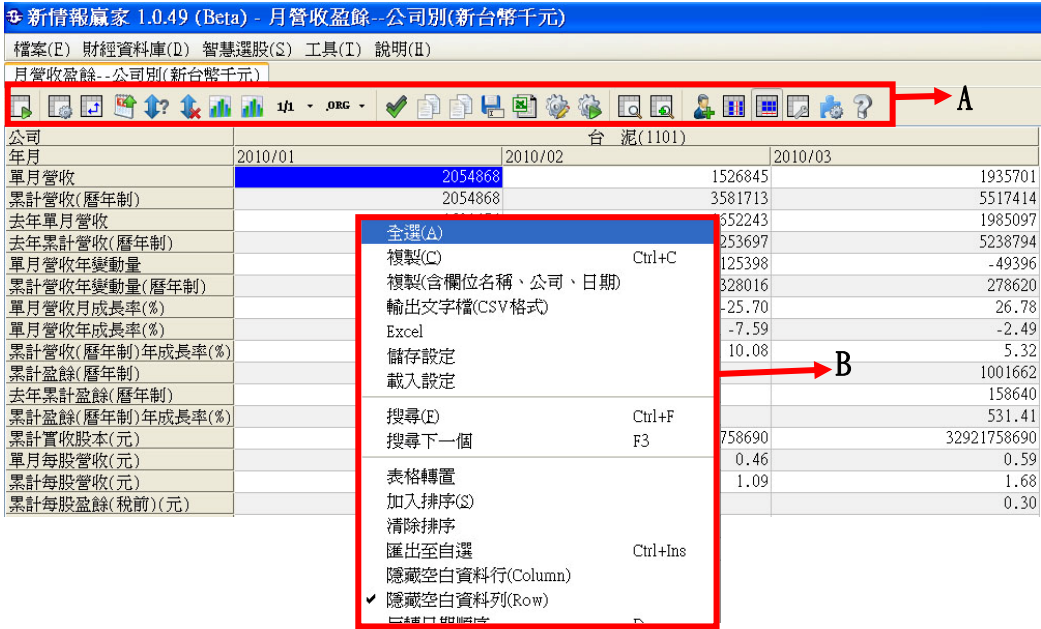 新情報贏家 1.0.49 (Beta) - 月營收盈餘--公司別(新台幣千元)
檔案(F) 財經資料庫(D) 智慧選股(S) 工具(T) 說明(H)
月營收盈餘--公司別(新台幣千元)
1/1 .ORG
A
公司 台 泥(1101)
年月 2010/01 2010/02 2010/03
單月營收 2054868 1526845 1935701
累計營收(曆年制) 2054868 3581713 5517414
去年單月營收 1985097
去年累計營收(曆年制) 5238794
單月營收年變動量 -49396
累計營收年變動量(曆年制) 278620
單月營收月成長率(%) -25.70 26.78
單月營收年成長率(%) -7.59 -2.49
累計營收(曆年制)年成長率(%) 10.08 5.32
累計盈餘(曆年制) 1001662
去年累計盈餘(曆年制) 158640
累計盈餘(曆年制)年成長率(%) 531.41
累計實收股本(元) 32921758690
單月每股營收(元) 0.46 0.59
累計每股營收(元) 1.09 1.68
累計每股盈餘(稅前)(元) 0.30
全選(A)
複製(C) Ctrl+C
複製(含欄位名稱、公司、日期)
輸出文字檔(CSV格式)
Excel
儲存設定
載入設定
搜尋(F) Ctrl+F
搜尋下一個 F3
表格轉置
加入排序(S)
清除排序
匯出至自選 Ctrl+Ins
隱藏空白資料行(Column)
隱藏空白資料列(Row)
B